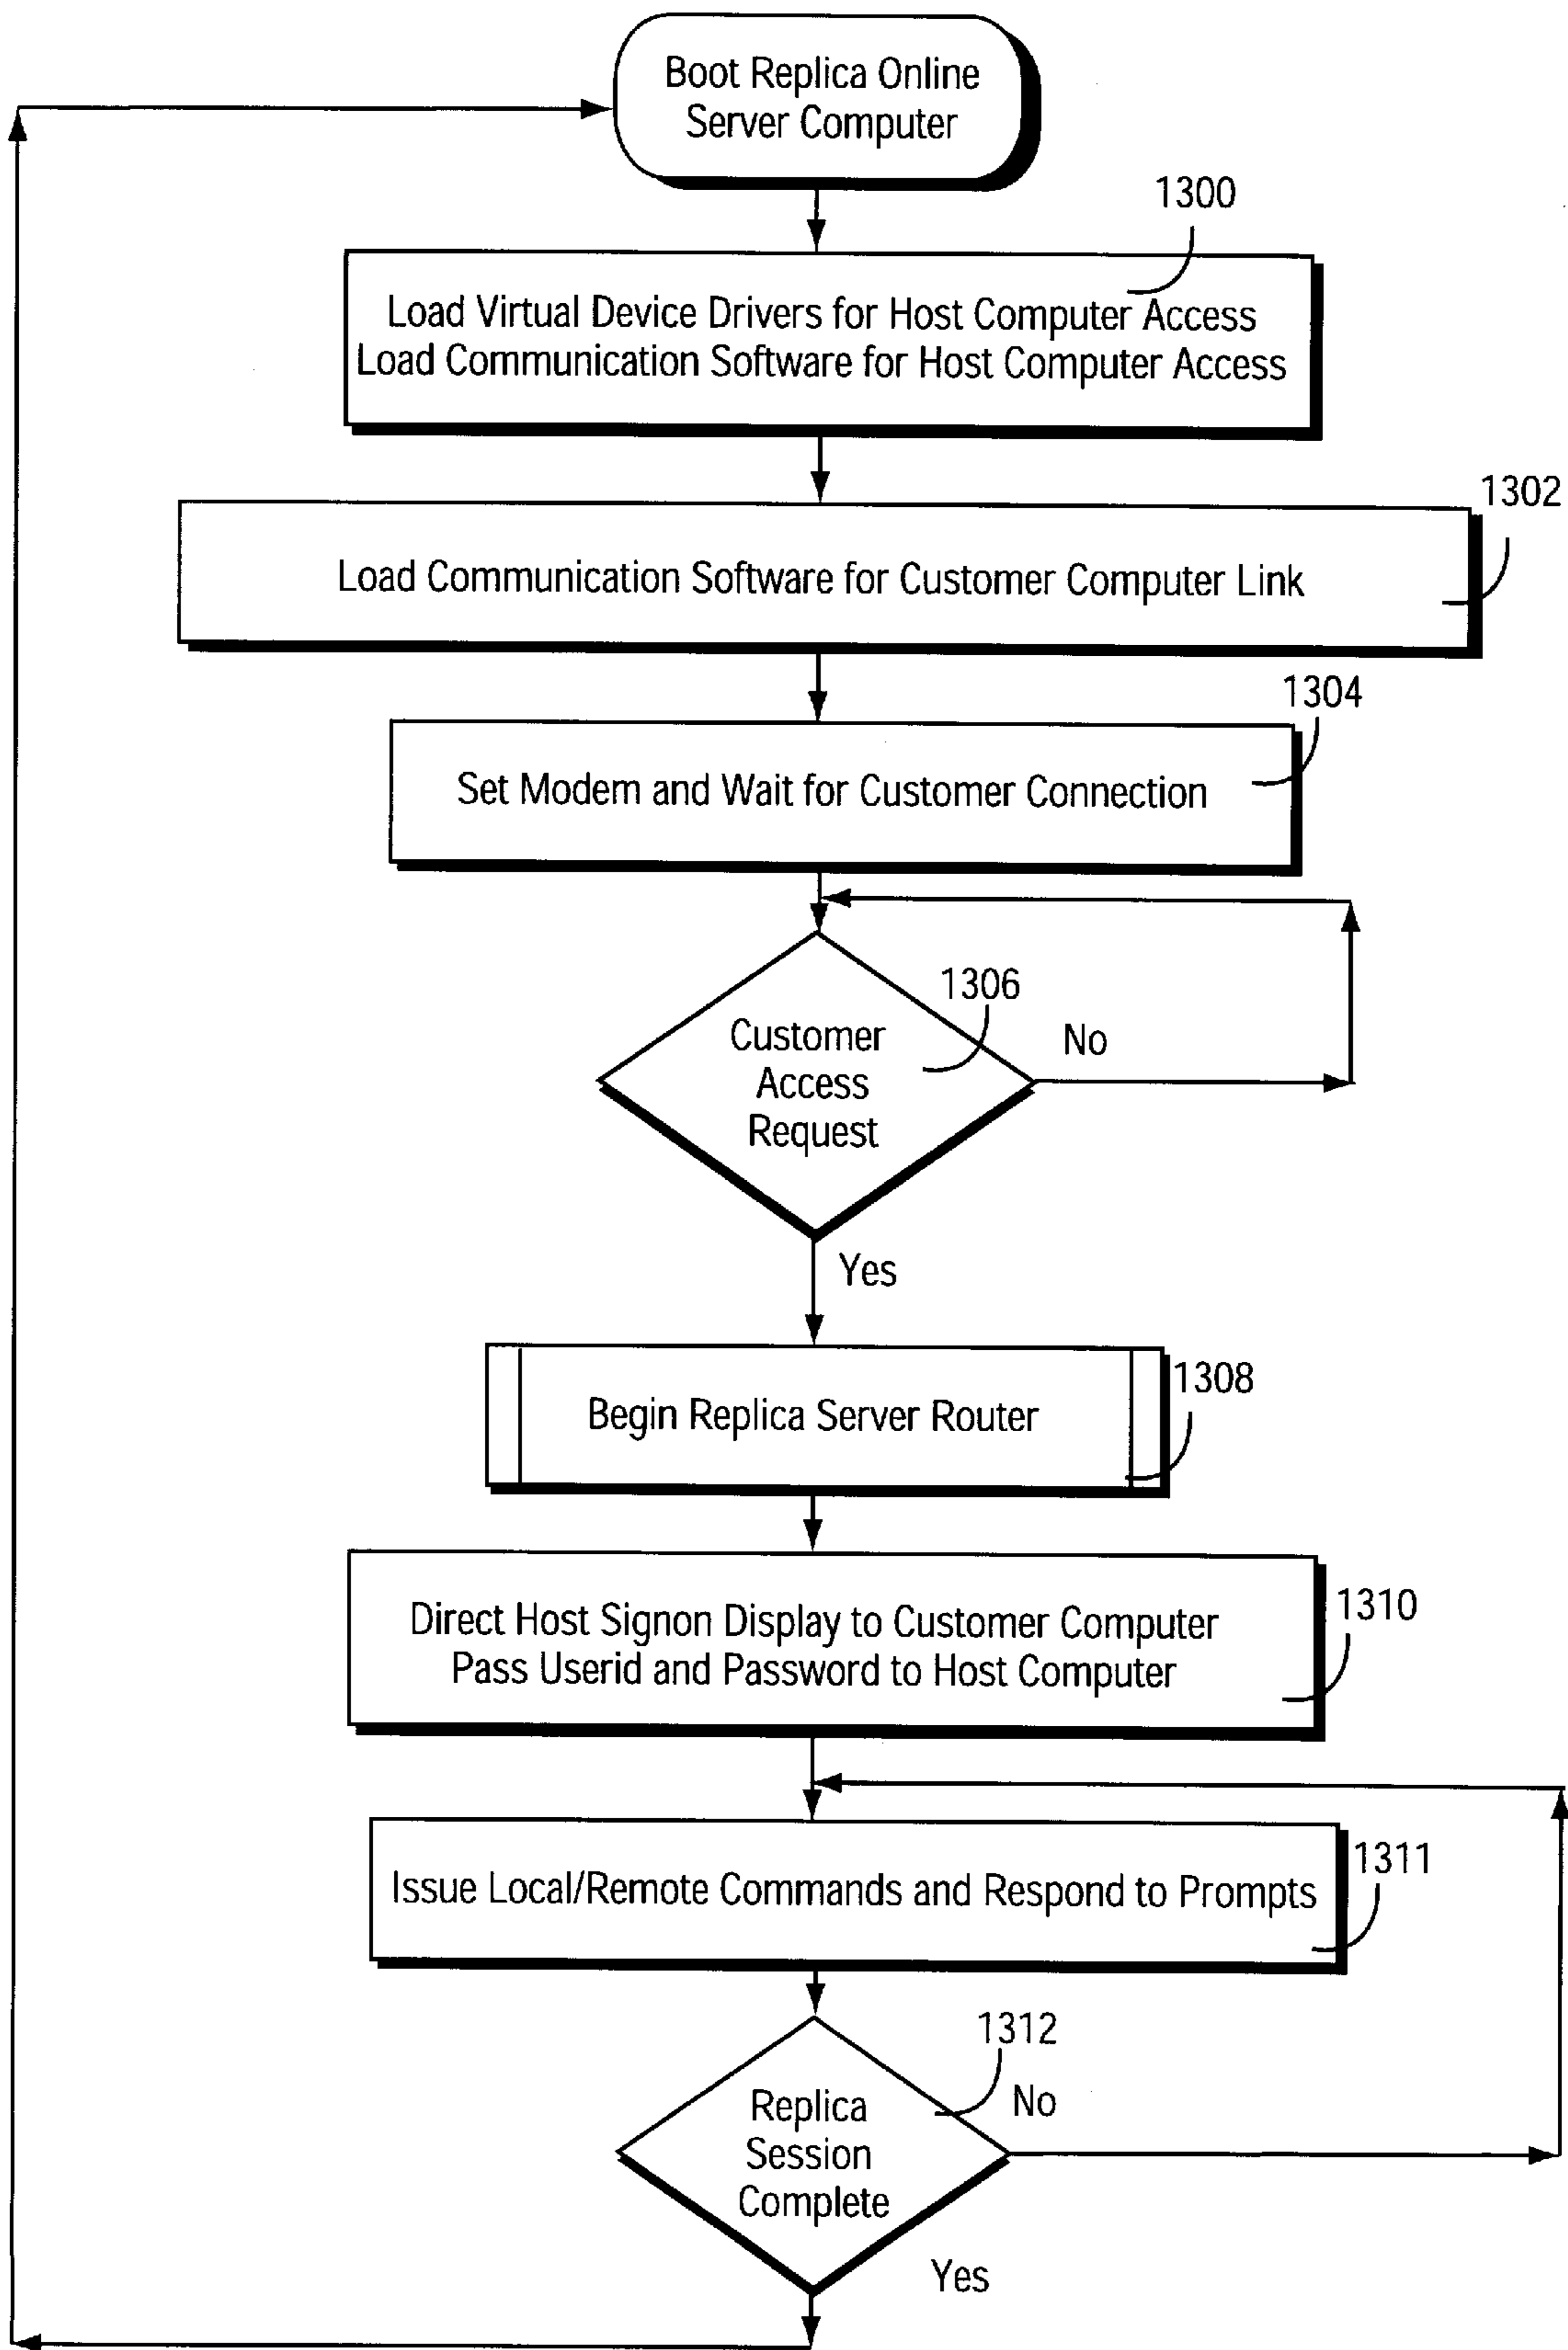 Boot Replica Online
Server Computer
1300
Load Virtual Device Drivers for Host Computer Access
Load Communication Software for Host Computer Access
1302
Load Communication Software for Customer Computer Link
1304
Set Modem and Wait for Customer Connection
1306
Customer
Access
Request
No
Yes
1308
Begin Replica Server Router
1310
Direct Host Signon Display to Customer Computer
Pass Userid and Password to Host Computer
1311
Issue Local/Remote Commands and Respond to Prompts
1312
Replica
Session
Complete
No
Yes